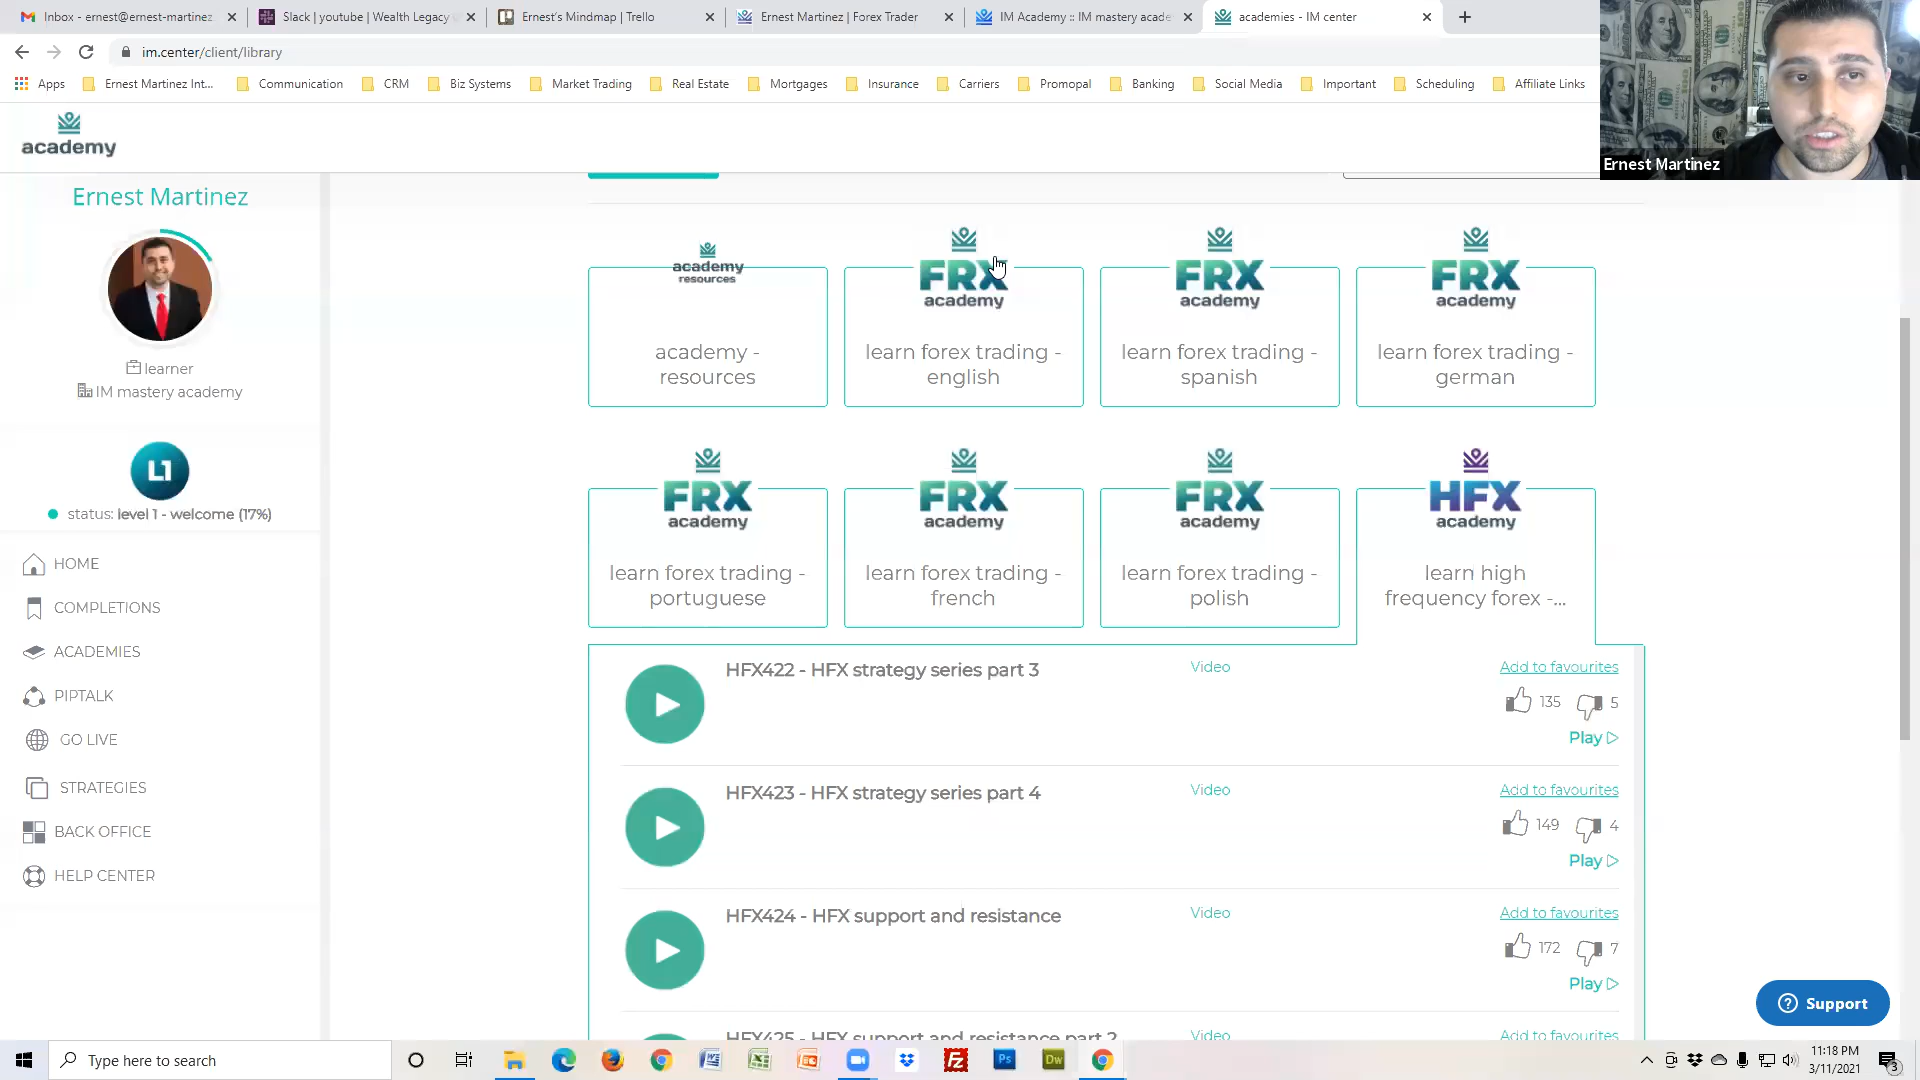 Inbox - ernest@ernest-martinez
Slack | youtube | Wealth Legacy
Ernest's Mindmap | Trello
Ernest Martinez | Forex Trader
IM Academy :: IM mastery acade
academies - IM center
im.center/client/library
Apps
Ernest Martinez Int...
Communication
CRM
Biz Systems
Market Trading
Real Estate
Mortgages
Insurance
Carriers
Promopal
Banking
Social Media
Important
Scheduling
Affiliate Links
Ernest Martinez
academy
Ernest Martinez
learner
IM mastery academy
L1
status: level 1 - welcome (17%)
HOME
COMPLETIONS
ACADEMIES
PIPTALK
GO LIVE
STRATEGIES
BACK OFFICE
HELP CENTER
academy
resources
academy -
resources
FRX
academy
learn forex trading -
english
FRX
academy
learn forex trading -
spanish
FRX
academy
learn forex trading -
german
FRX
academy
learn forex trading -
portuguese
FRX
academy
learn forex trading -
french
FRX
academy
learn forex trading -
polish
HFX
academy
learn high
frequency forex -...
HFX422 - HFX strategy series part 3
Video
Add to favourites
135
5
Play
HFX423 - HFX strategy series part 4
Video
Add to favourites
149
4
Play
HFX424 - HFX support and resistance
Video
Add to favourites
172
7
Play
HFX425 - HFX support and resistance part 2
Video
Add to favourites
Support
Type here to search
11:18 PM
3/11/2021
3